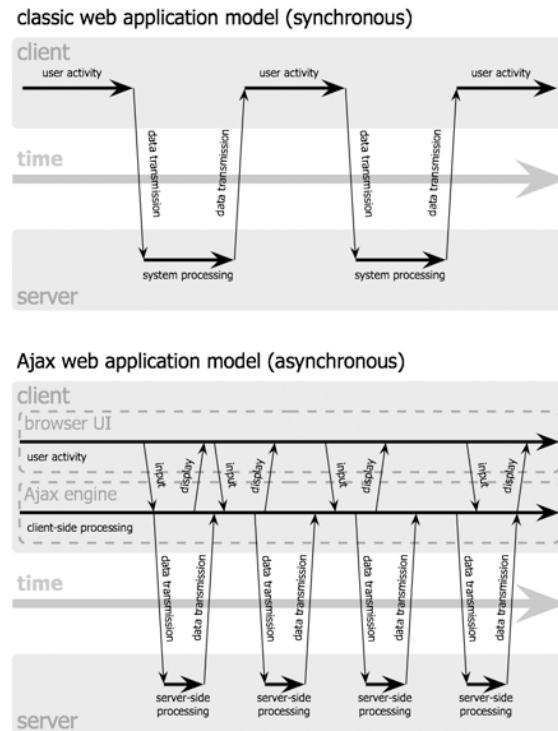 classic web application model (synchronous)
client
user activity
user activity
user activity
data transmission
data transmission
data transmission
data transmission
time
system processing
system processing
server
Ajax web application model (asynchronous)
client
browser UI
user activity
input
display
input
display
input
display
input
display
Ajax engine
client-side processing
data transmission
data transmission
data transmission
data transmission
data transmission
data transmission
data transmission
data transmission
time
server-side
processing
server-side
processing
server-side
processing
server-side
processing
server